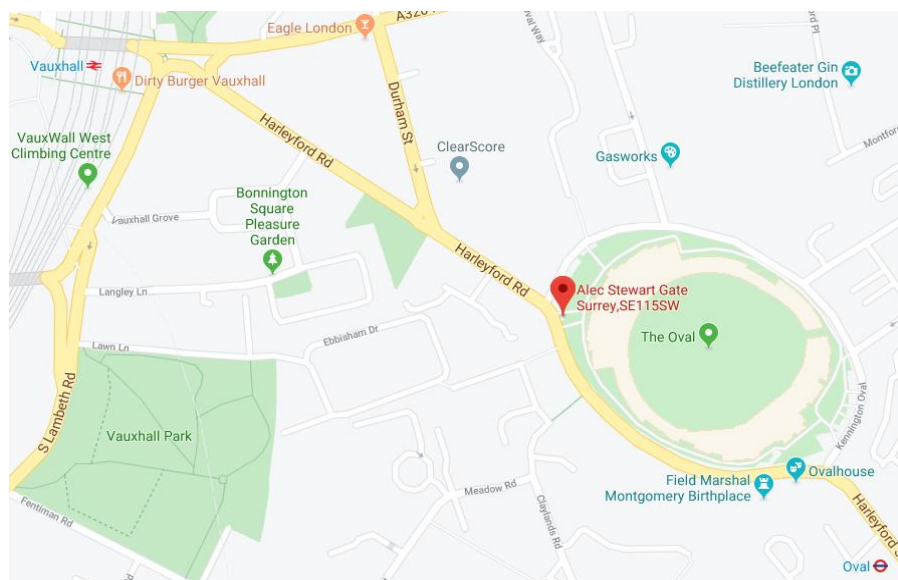 A320
Oval Way
Eagle London
Vauxhall
Dirty Burger Vauxhall
Beefeater Gin
Distillery London
Durham St
Harleyford Rd
VauxWall West
Climbing Centre
ClearScore
Gasworks
Montford
Bonnington
Square
Pleasure
Garden
Vauxhall Grove
Harleyford Rd
Langley Ln
Alec Stewart Gate
Surrey,SE115SW
The Oval
Ebbisham Dr
Lawn Ln
S Lambeth Rd
Vauxhall Park
Kennington Oval
Ovalhouse
Field Marshal
Montgomery Birthplace
Meadow Rd
Claylands Rd
Fentiman Rd
Harleyford
Oval